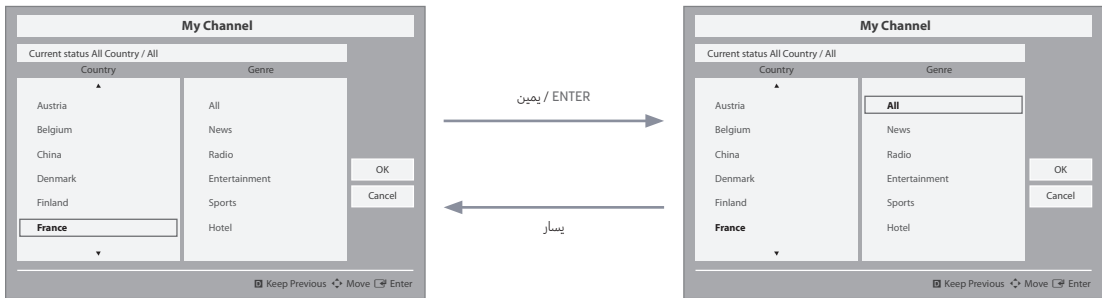 My Channel
Current status All Country / All
Country Genre
Austria All
Belgium News
China Radio
Denmark Entertainment
Finland Sports
France Hotel
OK
Cancel
D Keep Previous Move Enter
ENTER / يمين
يسار
My Channel
Current status All Country / All
Country Genre
Austria All
Belgium News
China Radio
Denmark Entertainment
Finland Sports
France Hotel
OK
Cancel
D Keep Previous Move Enter